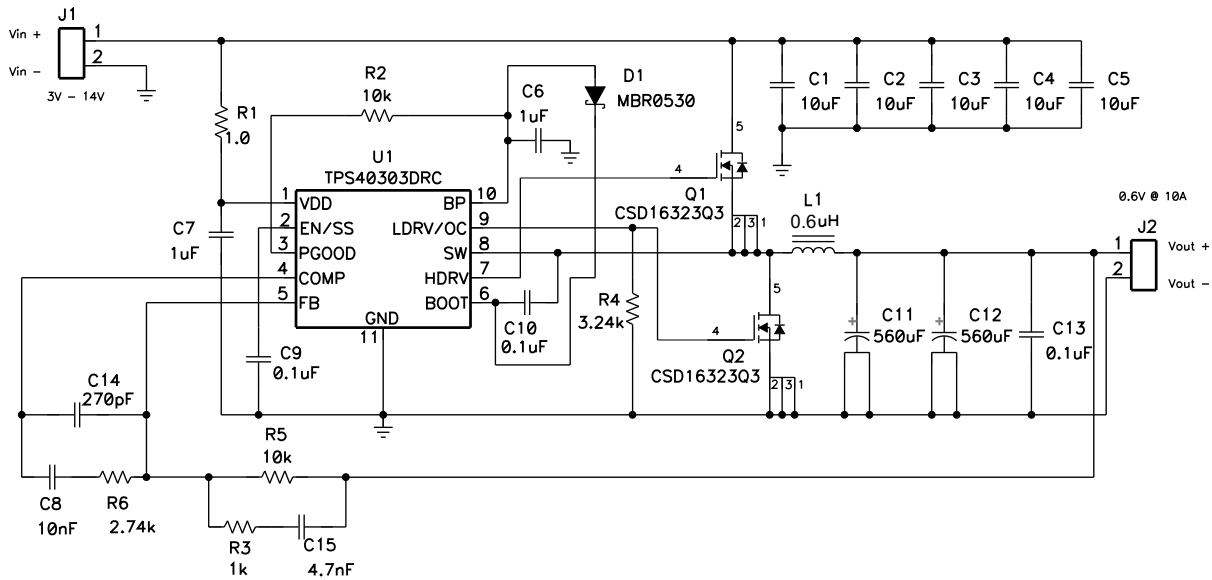 J1
Vin +
1
Vin -
2
3V - 14V
R1
1.0
R2
10k
C6
1uF
D1
MBR0530
C1
10uF
C2
10uF
C3
10uF
C4
10uF
C5
10uF
U1
TPS40303DRC
1 VDD
2 EN/SS
3 PGOOD
4 COMP
5 FB
BP 10
LDRV/OC 9
SW 8
HDRV 7
BOOT 6
GND
11
C7
1uF
5
4
Q1
CSD16323Q3
2 3 1
L1
0.6uH
0.6V @ 10A
J2
1 Vout +
2 Vout -
C10
0.1uF
R4
3.24k
5
4
Q2
CSD16323Q3
2 3 1
+
C11
560uF
+
C12
560uF
C13
0.1uF
C9
0.1uF
C14
270pF
C8
10nF
R6
2.74k
R5
10k
R3
1k
C15
4.7nF